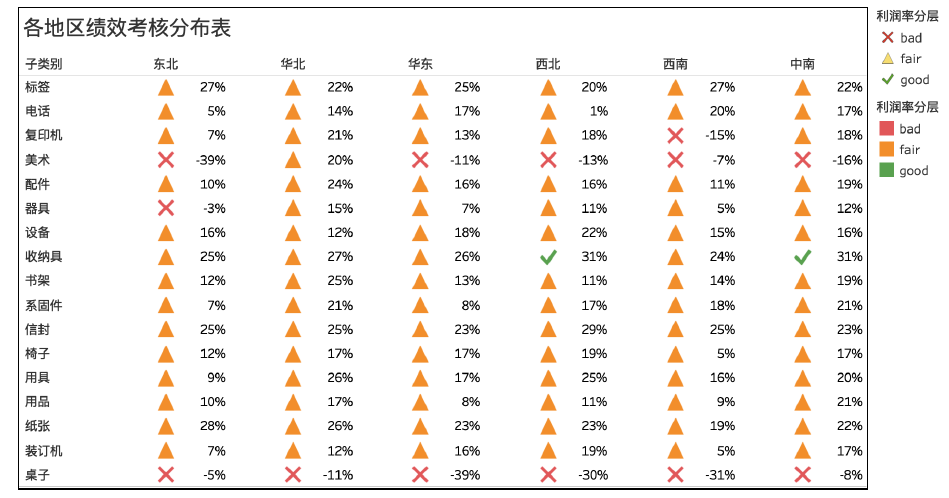 各地区绩效考核分布表
子类别 东北 华北 华东 西北 西南 中南
标签 27% 22% 25% 20% 27% 22%
电话 5% 14% 17% 1% 20% 17%
复印机 7% 21% 13% 18% -15% 18%
美术 -39% 20% -11% -13% -7% -16%
配件 10% 24% 16% 16% 11% 19%
器具 -3% 15% 7% 11% 5% 12%
设备 16% 12% 18% 22% 15% 16%
收纳具 25% 27% 26% 31% 24% 31%
书架 12% 25% 13% 11% 14% 19%
系固件 7% 21% 8% 17% 18% 21%
信封 25% 25% 23% 29% 25% 23%
椅子 12% 17% 17% 19% 5% 17%
用具 9% 26% 17% 25% 16% 20%
用品 10% 17% 8% 11% 9% 21%
纸张 28% 26% 23% 23% 19% 22%
装订机 7% 12% 16% 19% 5% 17%
桌子 -5% -11% -39% -30% -31% -8%
利润率分层
bad
fair
good
利润率分层
bad
fair
good